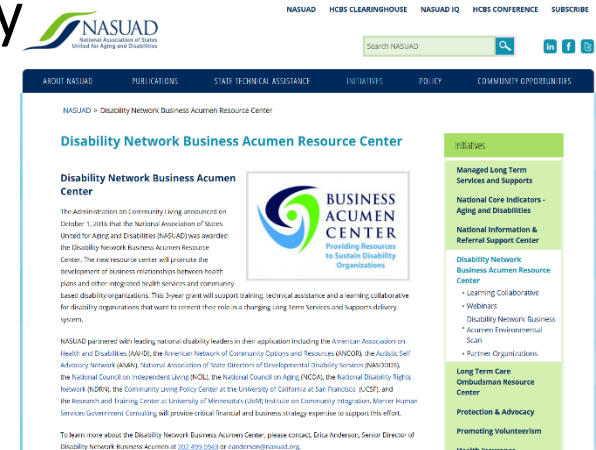 y
NASUAD HCBS CLEARINGHOUSE NASUAD IQ HCBS CONFERENCE SUBSCRIBE
NASUAD
National Association of States
United for Aging and Disabilities
Search NASUAD
in f
ABOUT NASUAD PUBLICATIONS STATE TECHNICAL ASSISTANCE INITIATIVES POLICY COMMUNITY OPPORTUNITIES
NASUAD > Disability Network Business Acumen Resource Center
Disability Network Business Acumen Resource Center
Disability Network Business Acumen
Center
The Administration on Community Living announced on
October 1, 2016 that the National Association of States
United for Aging and Disabilities (NASUAD) was awarded
the Disability Network Business Acumen Resource
Center. The new resource center will promote the
development of business relationships between health
plans and other integrated health services and community
based disability organizations. This 3-year grant will support training, technical assistance and a learning collaborative
for disability organizations that want to cement their role in a changing Long Term Services and Supports delivery
system.
BUSINESS
ACUMEN
CENTER
Providing Resources
to Sustain Disability
Organizations
NASUAD partnered with leading national disability leaders in their application including the American Association on
Health and Disabilities (AAHD), the American Network of Community Options and Resources (ANCOR), the Autistic Self
Advocacy Network (ASAN), National Association of State Directors of Developmental Disability Services (NASDDDS),
the National Council on Independent Living (NCIL), the National Council on Aging (NCOA), the National Disability Rights
Network (NDRN), the Community Living Policy Center at the University of California at San Francisco (UCSF), and
the Research and Training Center at University of Minnesota's (UoM) Institute on Community Integration. Mercer Human
Services Government Consulting will provide critical financial and business strategy expertise to support this effort.
To learn more about the Disability Network Business Acumen Center, please contact, Erica Anderson, Senior Director of
Disability Network Business Acumen at 202-499-5943 or eanderson@nasuad.org.
Initiatives
Managed Long Term
Services and Supports
National Core Indicators -
Aging and Disabilities
National Information &
Referral Support Center
Disability Network
Business Acumen Resource
Center
• Learning Collaborative
• Webinars
Disability Network Business
• Acumen Environmental
Scan
• Partner Organizations
Long Term Care
Ombudsman Resource
Center
Protection & Advocacy
Promoting Volunteerism
Health Insurance